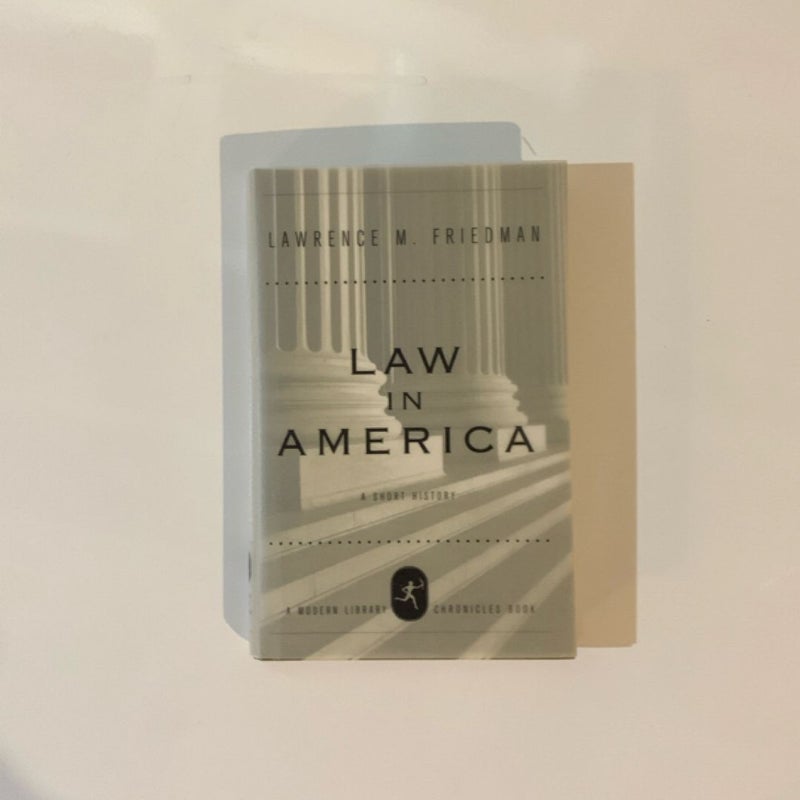 LAWRENCE M. FRIEDMAN
LAW
IN
AMERICA
A SHORT HISTORY
A MODERN LIBRARY CHRONICLES BOOK